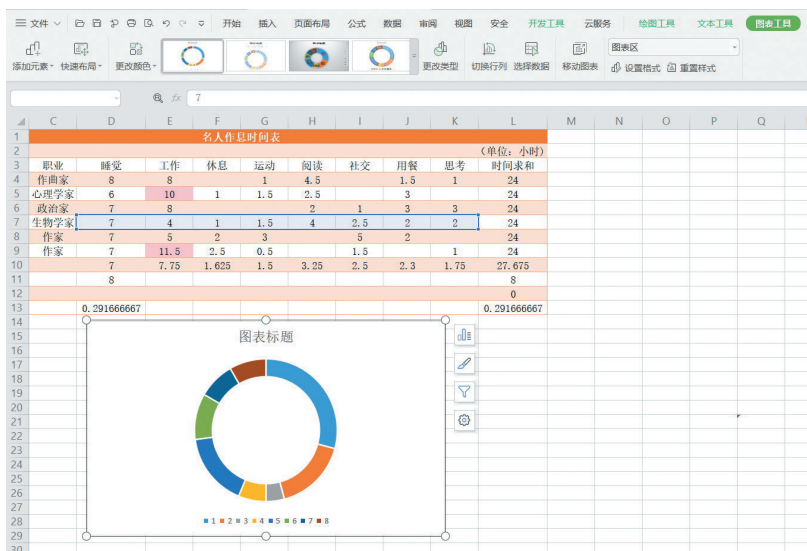 文件 开始 插入 页面布局 公式 数据 审阅 视图 安全 开发工具 云服务 绘图工具 文本工具 图表工具
添加元素 快速布局 更改颜色 更改类型 切换行列 选择数据 移动图表 图表区 设置格式 重置样式
fx 7
C D E F G H I J K L M N O P Q
1 名人作息时间表
2 (单位：小时)
3 职业 睡觉 工作 休息 运动 阅读 社交 用餐 思考 时间求和
4 作曲家 8 8 1 4.5 1.5 1 24
5 心理学家 6 10 1 1.5 2.5 3 24
6 政治家 7 8 2 1 3 3 24
7 生物学家 7 4 1 1.5 4 2.5 2 2 24
8 作家 7 5 2 3 5 2 24
9 作家 7 11.5 2.5 0.5 1.5 1 24
10 7 7.75 1.625 1.5 3.25 2.5 2.3 1.75 27.675
11 8 8
12 0
13 0.291666667 0.291666667
14
15 图表标题
16
17
18
19
20
21
22
23
24
25
26
27
28 1 2 3 4 5 6 7 8
29
30